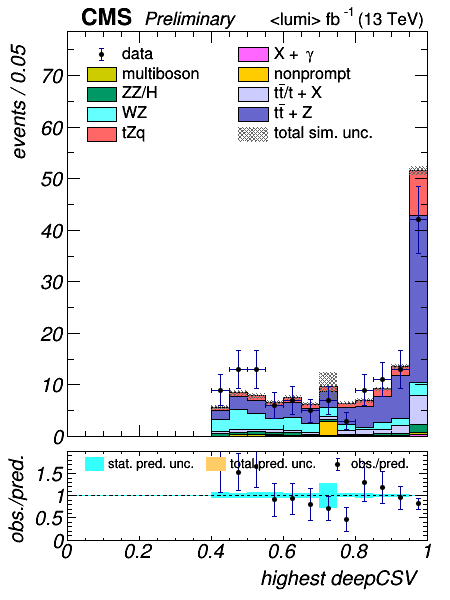 CMS Preliminary <lumi> fb⁻¹ (13 TeV)
events / 0.05
70
60
50
40
30
20
10
0
data
multiboson
ZZ/H
WZ
tZq
X + γ
nonprompt
tt̄/t + X
tt̄ + Z
total sim. unc.
obs./pred.
1.5
1
0.5
0
stat. pred. unc. total pred. unc. obs./pred.
0 0.2 0.4 0.6 0.8 1
highest deepCSV